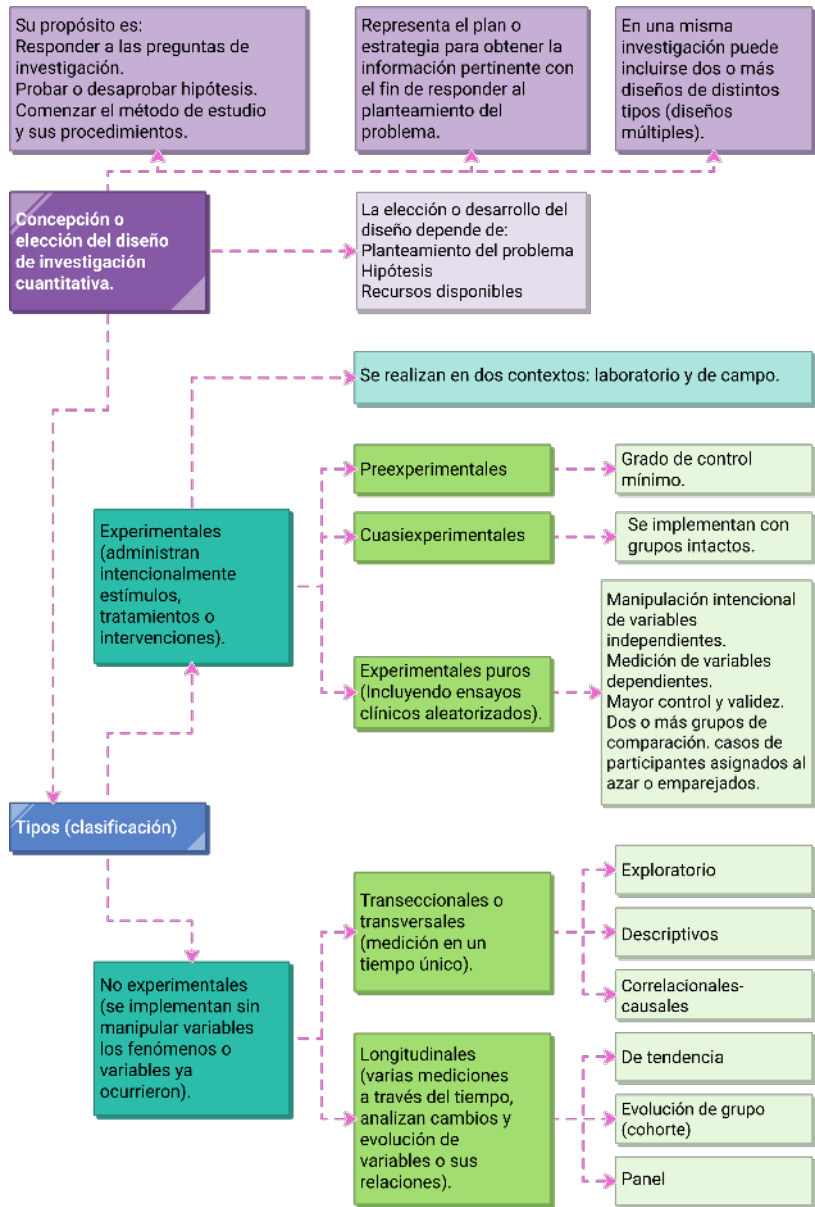 Su propósito es:
Responder a las preguntas de
investigación.
Probar o desaprobar hipótesis.
Comenzar el método de estudio
y sus procedimientos.
Representa el plan o
estrategia para obtener la
información pertinente con
el fin de responder al
planteamiento del
problema.
En una misma
investigación puede
incluirse dos o más
diseños de distintos
tipos (diseños
múltiples).
Concepción o
elección del diseño
de investigación
cuantitativa.
La elección o desarrollo del
diseño depende de:
Planteamiento del problema
Hipótesis
Recursos disponibles
Se realizan en dos contextos: laboratorio y de campo.
Experimentales
(administran
intencionalmente
estímulos,
tratamientos o
intervenciones).
Preexperimentales
Grado de control
mínimo.
Cuasiexperimentales
Se implementan con
grupos intactos.
Experimentales puros
(Incluyendo ensayos
clínicos aleatorizados).
Manipulación intencional
de variables
independientes.
Medición de variables
dependientes.
Mayor control y validez.
Dos o más grupos de
comparación. casos de
participantes asignados al
azar o emparejados.
Tipos (clasificación)
No experimentales
(se implementan sin
manipular variables
los fenómenos o
variables ya
ocurrieron).
Transeccionales o
transversales
(medición en un
tiempo único).
Exploratorio
Descriptivos
Correlacionales-
causales
Longitudinales
(varias mediciones
a través del tiempo,
analizan cambios y
evolución de
variables o sus
relaciones).
De tendencia
Evolución de grupo
(cohorte)
Panel